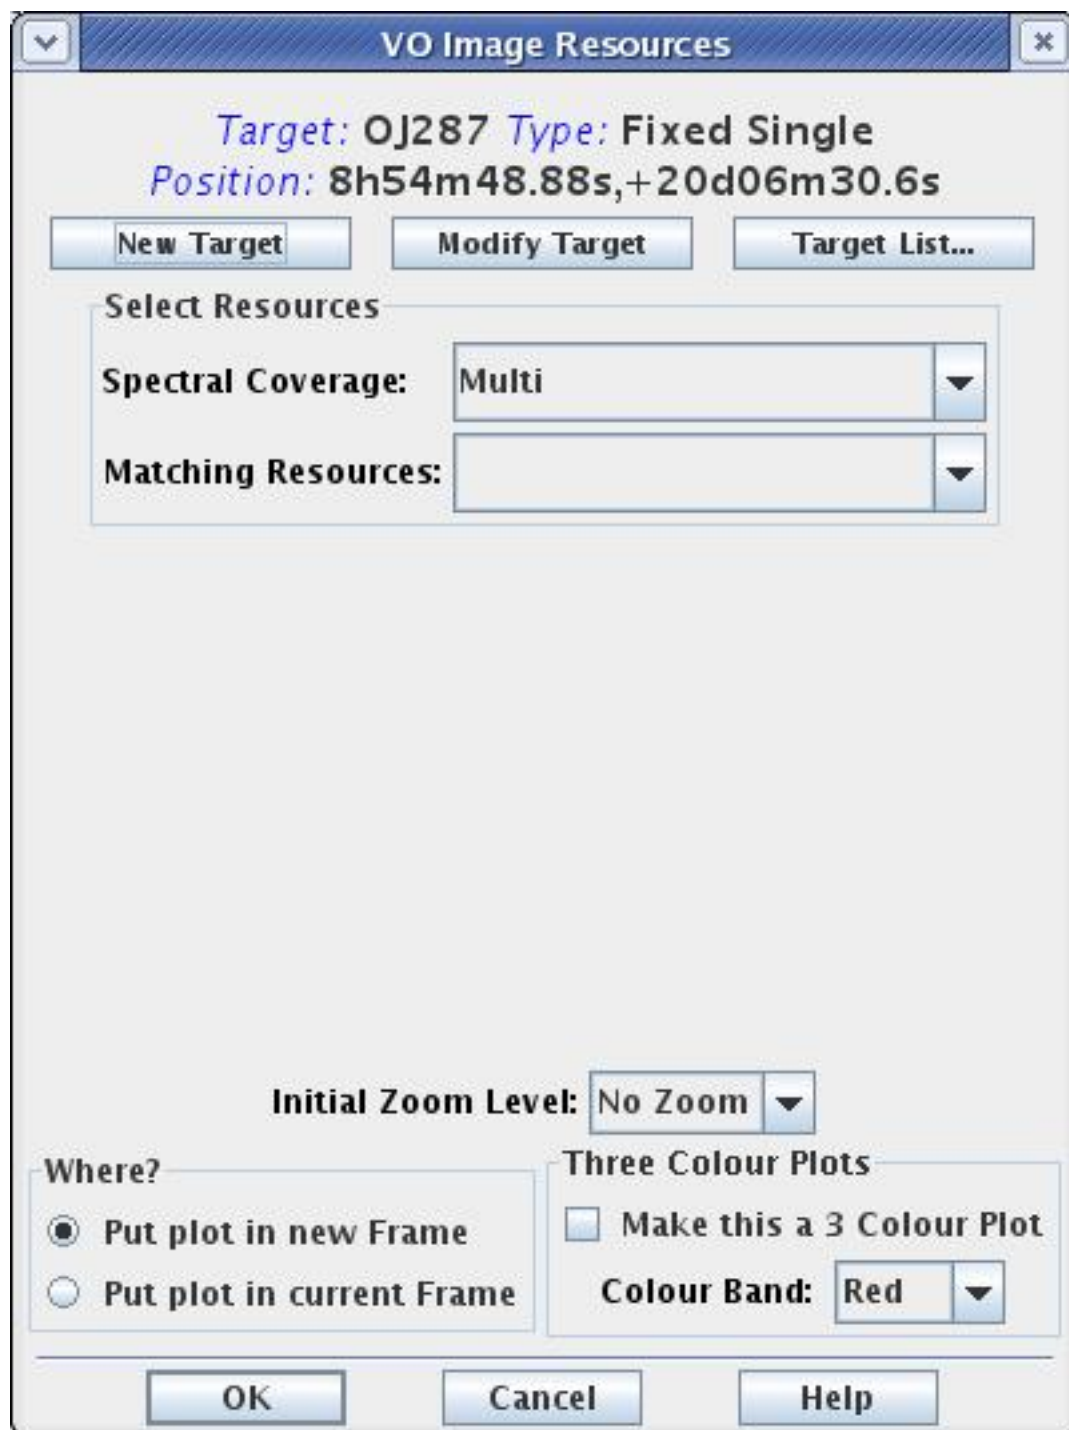 VO Image Resources
Target: OJ287 Type: Fixed Single
Position: 8h54m48.88s,+20d06m30.6s
New Target Modify Target Target List...
Select Resources
Spectral Coverage: Multi
Matching Resources:
Initial Zoom Level: No Zoom
Where?
Put plot in new Frame
Put plot in current Frame
Three Colour Plots
Make this a 3 Colour Plot
Colour Band: Red
OK Cancel Help